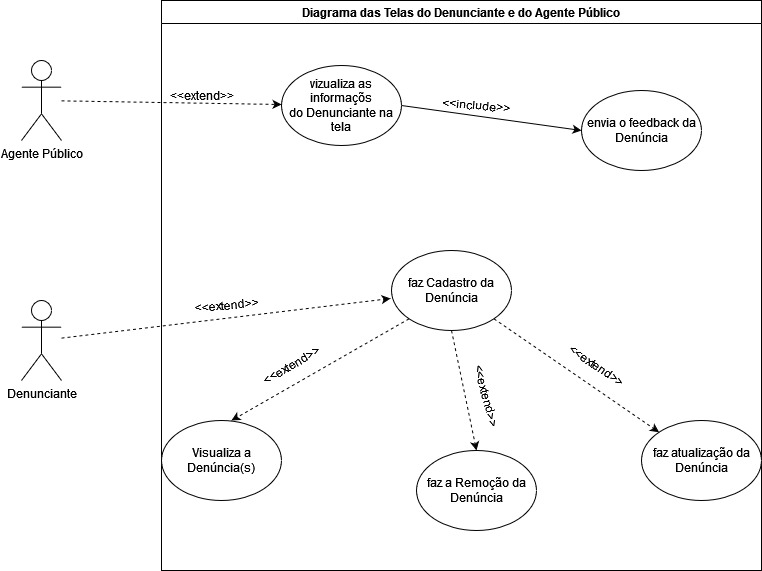 Diagrama das Telas do Denunciante e do Agente Público
<<extend>>
vizualiza as
informaçõs
do Denunciante na
tela
<<include>>
envia o feedback da
Denúncia
Agente Público
faz Cadastro da
Denúncia
<<extend>>
Denunciante
<<extend>>
<<extend>>
<<extend>>
Visualiza a
Denúncia(s)
faz a Remoção da
Denúncia
faz atualização da
Denúncia